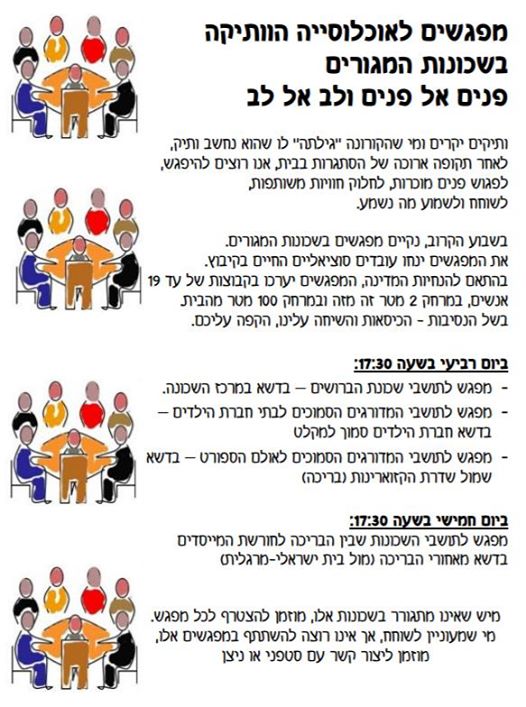 מפגשים לאוכלוסייה הוותיקה
בשכונות המגורים
פנים אל פנים ולב אל לב
ותיקים יקרים ומי שהקורונה "גילתה" לו שהוא נחשב ותיק,
לאחר תקופה ארוכה של הסתגרות בבית, אנו רוצים להיפגש,
לפגוש פנים מוכרות, לחלוק חוויות משותפות,
לשוחח ולשמוע מה נשמע.
בשבוע הקרוב, נקיים מפגשים בשכונות המגורים.
את המפגשים ינחו עובדים סוציאליים החיים בקיבוץ.
בהתאם להנחיות המדינה, המפגשים יערכו בקבוצות של עד 19
אנשים, במרחק 2 מטר זה מזה ובמרחק 100 מטר מהבית.
בשל הנסיבות - הכיסאות והשיחה עלינו, הקפה עליכם.
ביום רביעי בשעה 17:30:
- מפגש לתושבי שכונת הברושים – בדשא במרכז השכונה.
- מפגש לתושבי המדורגים הסמוכים לבתי חברת הילדים –
בדשא חברת הילדים סמוך למקלט
- מפגש לתושבי המדורגים הסמוכים לאולם הספורט – בדשא
שמול שדרת הקזוארינות (בריכה)
ביום חמישי בשעה 17:30:
מפגש לתושבי השכונות שבין הבריכה לחורשת המייסדים
בדשא מאחורי הבריכה (מול בית ישראלי-מרגלית)
מיש שאינו מתגורר בשכונות אלו, מוזמן להצטרף לכל מפגש.
מי שמעוניין לשוחח, אך אינו רוצה להשתתף במפגשים אלו,
מוזמן ליצור קשר עם סטפני או ניצן